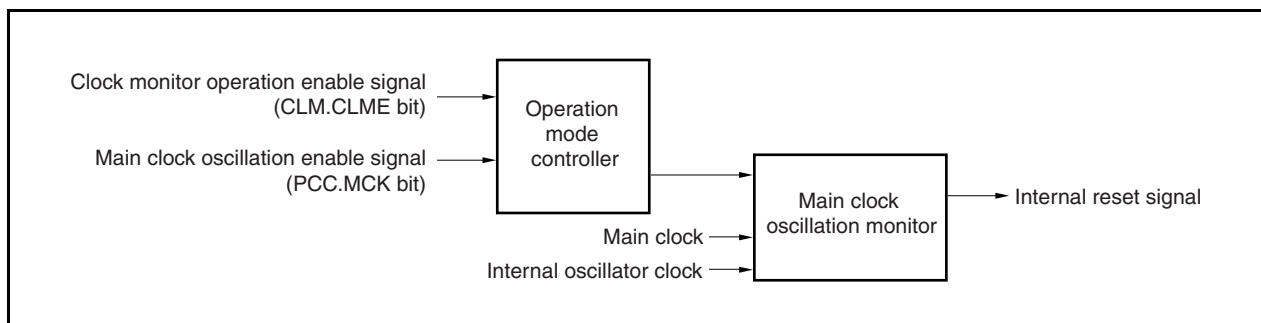 Clock monitor operation enable signal
(CLM.CLME bit)
Main clock oscillation enable signal
(PCC.MCK bit)
Operation
mode
controller
Main clock
Internal oscillator clock
Main clock
oscillation monitor
Internal reset signal